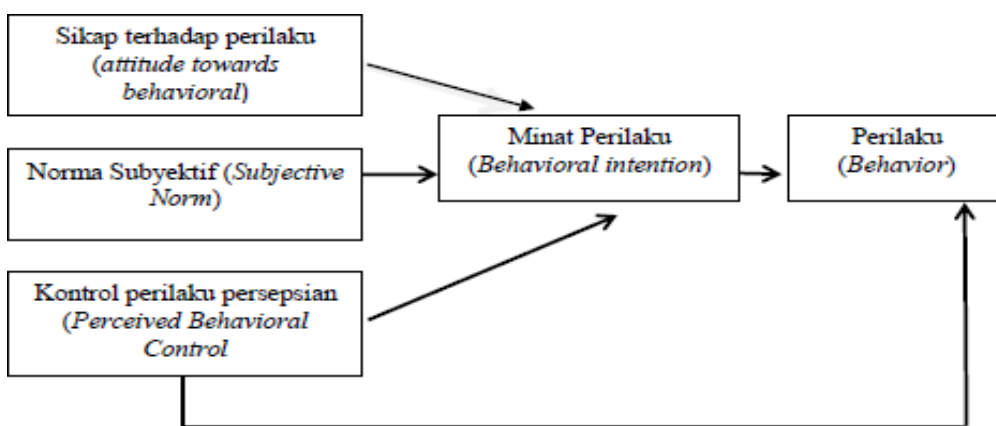 Sikap terhadap perilaku
(attitude towards
behavioral)
Norma Subyektif (Subjective
Norm)
Kontrol perilaku persepsian
(Perceived Behavioral
Control
Minat Perilaku
(Behavioral intention)
Perilaku
(Behavior)